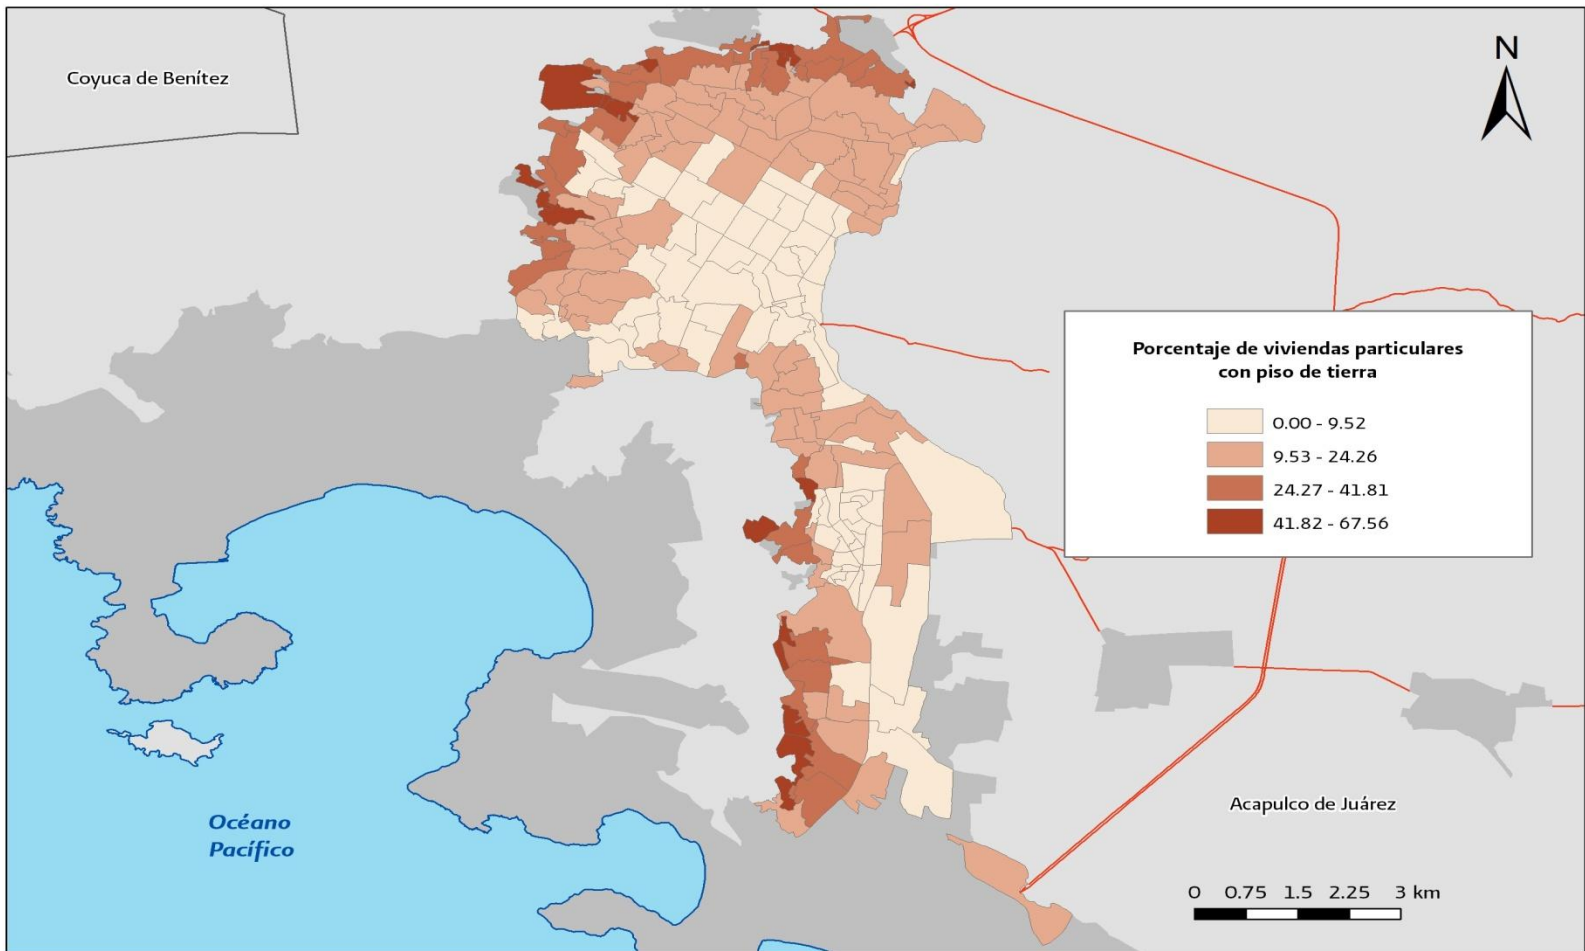 Coyuca de Benítez
N
Porcentaje de viviendas particulares
con piso de tierra
0.00 - 9.52
9.53 - 24.26
24.27 - 41.81
41.82 - 67.56
Acapulco de Juárez
Océano
Pacífico
0 0.75 1.5 2.25 3 km